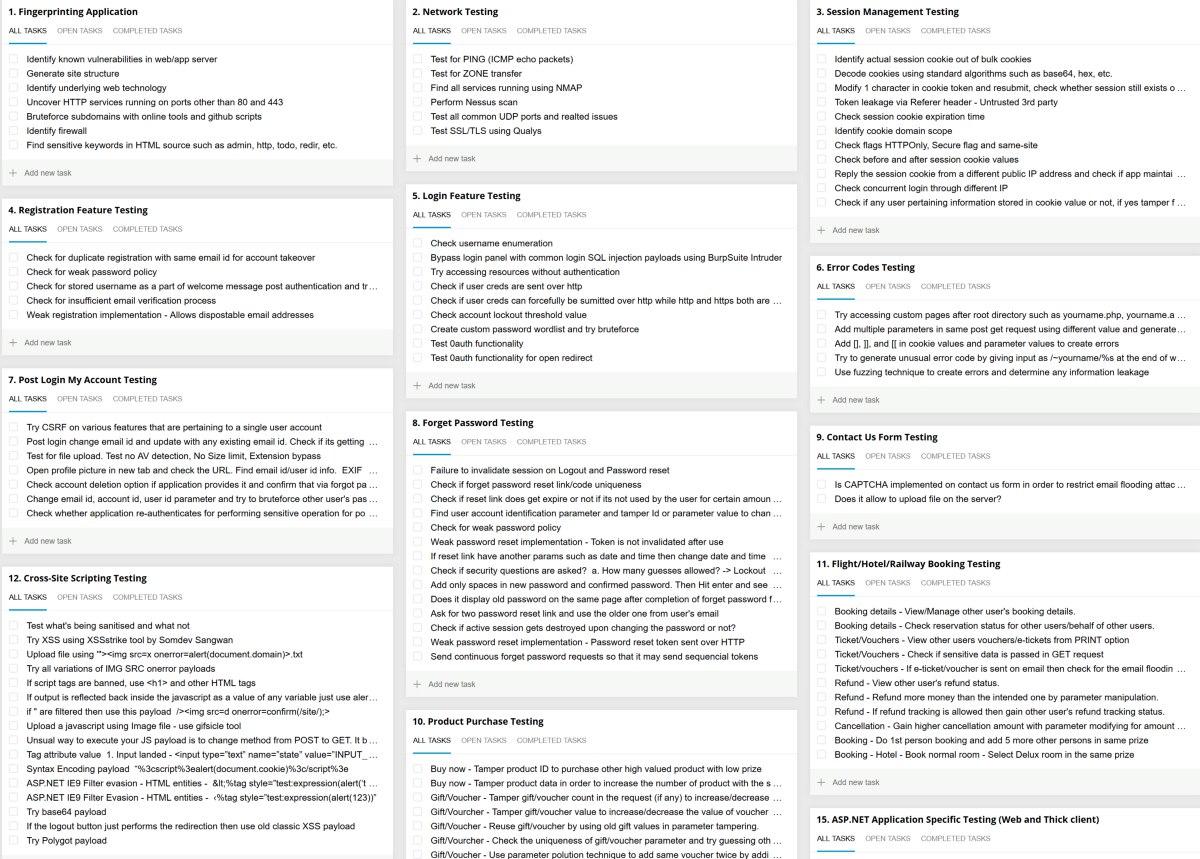 1. Fingerprinting Application
ALL TASKS OPEN TASKS COMPLETED TASKS
Identify known vulnerabilities in web/app server
Generate site structure
Identify underlying web technology
Uncover HTTP services running on ports other than 80 and 443
Bruteforce subdomains with online tools and github scripts
Identify firewall
Find sensitive keywords in HTML source such as admin, http, todo, redir, etc.
+ Add new task
2. Network Testing
ALL TASKS OPEN TASKS COMPLETED TASKS
Test for PING (ICMP echo packets)
Test for ZONE transfer
Find all services running using NMAP
Perform Nessus scan
Test all common UDP ports and realted issues
Test SSL/TLS using Qualys
+ Add new task
3. Session Management Testing
ALL TASKS OPEN TASKS COMPLETED TASKS
Identify actual session cookie out of bulk cookies
Decode cookies using standard algorithms such as base64, hex, etc.
Modify 1 character in cookie token and resubmit, check whether session still exists o ...
Token leakage via Referer header - Untrusted 3rd party
Check session cookie expiration time
Identify cookie domain scope
Check flags HTTPOnly, Secure flag and same-site
Check before and after session cookie values
Reply the session cookie from a different public IP address and check if app maintai ...
Check concurrent login through different IP
Check if any user pertaining information stored in cookie value or not, if yes tamper f ...
+ Add new task
4. Registration Feature Testing
ALL TASKS OPEN TASKS COMPLETED TASKS
Check for duplicate registration with same email id for account takeover
Check for weak password policy
Check for stored username as a part of welcome message post authentication and tr...
Check for insufficient email verification process
Weak registration implementation - Allows dispostable email addresses
+ Add new task
5. Login Feature Testing
ALL TASKS OPEN TASKS COMPLETED TASKS
Check username enumeration
Bypass login panel with common login SQL injection payloads using BurpSuite Intruder
Try accessing resources without authentication
Check if user creds are sent over http
Check if user creds can forcefully be sumitted over http while http and https both are ...
Check account lockout threshold value
Create custom password wordlist and try bruteforce
Test 0auth functionality
Test 0auth functionality for open redirect
+ Add new task
6. Error Codes Testing
ALL TASKS OPEN TASKS COMPLETED TASKS
Try accessing custom pages after root directory such as yourname.php, yourname.a ...
Add multiple parameters in same post get request using different value and generate...
Add [], ]], and [[ in cookie values and parameter values to create errors
Try to generate unusual error code by giving input as /~yourname/%s at the end of w...
Use fuzzing technique to create errors and determine any information leakage
+ Add new task
7. Post Login My Account Testing
ALL TASKS OPEN TASKS COMPLETED TASKS
Try CSRF on various features that are pertaining to a single user account
Post login change email id and update with any existing email id. Check if its getting ...
Test for file upload. Test no AV detection, No Size limit, Extension bypass
Open profile picture in new tab and check the URL. Find email id/user id info. EXIF ...
Check account deletion option if application provides it and confirm that via forgot pa ...
Change email id, account id, user id parameter and try to bruteforce other user's pas ...
Check whether application re-authenticates for performing sensitive operation for po ...
+ Add new task
8. Forget Password Testing
ALL TASKS OPEN TASKS COMPLETED TASKS
Failure to invalidate session on Logout and Password reset
Check if forget password reset link/code uniqueness
Check if reset link does get expire or not if its not used by the user for certain amoun ...
Find user account identification parameter and tamper Id or parameter value to chan ...
Check for weak password policy
Weak password reset implementation - Token is not invalidated after use
If reset link have another params such as date and time then change date and time ...
Check if security questions are asked? a. How many guesses allowed? -> Lockout ...
Add only spaces in new password and confirmed password. Then Hit enter and see ...
Does it display old password on the same page after completion of forget password f...
Ask for two password reset link and use the older one from user's email
Check if active session gets destroyed upon changing the password or not?
Weak password reset implementation - Password reset token sent over HTTP
Send continuous forget password requests so that it may send sequential tokens
+ Add new task
9. Contact Us Form Testing
ALL TASKS OPEN TASKS COMPLETED TASKS
Is CAPTCHA implemented on contact us form in order to restrict email flooding attac ...
Does it allow to upload file on the server?
+ Add new task
12. Cross-Site Scripting Testing
ALL TASKS OPEN TASKS COMPLETED TASKS
Test what's being sanitised and what not
Try XSS using XSSstrike tool by Somdev Sangwan
Upload file using '"><img src=x onerror=alert(document.domain)>.txt
Try all variations of IMG SRC onerror payloads
If script tags are banned, use <h1> and other HTML tags
If output is reflected back inside the javascript as a value of any variable just use aler...
if " are filtered then use this payload /><img src=d onerror=confirm(/site/);>
Upload a javascript using Image file - use gifsicle tool
Unsual way to execute your JS payload is to change method from POST to GET. It b ...
Tag attribute value 1. Input landed - <input type="text" name="state" value="INPUT_ ...
Syntax Encoding payload "%3cscript%3ealert(document.cookie)%3c/script%3e
ASP.NET IE9 Filter evasion - HTML entities - &lt;%tag style="test:expression(alert('t ...
ASP.NET IE9 Filter Evasion - HTML entities - ‹%tag style="test:expression(alert(123))"
Try base64 payload
If the logout button just performs the redirection then use old classic XSS payload
Try Polygot payload
10. Product Purchase Testing
ALL TASKS OPEN TASKS COMPLETED TASKS
Buy now - Tamper product ID to purchase other high valued product with low prize
Buy now - Tamper product data in order to increase the number of product with the s ...
Gift/Voucher - Tamper gift/voucher count in the request (if any) to increase/decrease ...
Gift/Vourcher - Tamper gift/voucher value to increase/decrease the value of voucher ...
Gift/Voucher - Reuse gift/voucher by using old gift values in parameter tampering.
Gift/Vourcher - Check the uniqueness of gift/voucher parameter and try guessing oth ...
Gift/Voucher - Use parameter polution technique to add same voucher twice by addi ...
11. Flight/Hotel/Railway Booking Testing
ALL TASKS OPEN TASKS COMPLETED TASKS
Booking details - View/Manage other user's booking details.
Booking details - Check reservation status for other users/behalf of other users.
Ticket/Vouchers - View other users vouchers/e-tickets from PRINT option
Ticket/Vouchers - Check if sensitive data is passed in GET request
Ticket/vouchers - If e-ticket/voucher is sent on email then check for the email floodin ...
Refund - View other user's refund status.
Refund - Refund more money than the intended one by parameter manipulation.
Refund - If refund tracking is allowed then gain other user's refund tracking status.
Cancellation - Gain higher cancellation amount with parameter modifying for amount ...
Booking - Do 1st person booking and add 5 more other persons in same prize
Booking - Hotel - Book normal room - Select Delux room in the same prize
+ Add new task
15. ASP.NET Application Specific Testing (Web and Thick client)
ALL TASKS OPEN TASKS COMPLETED TASKS